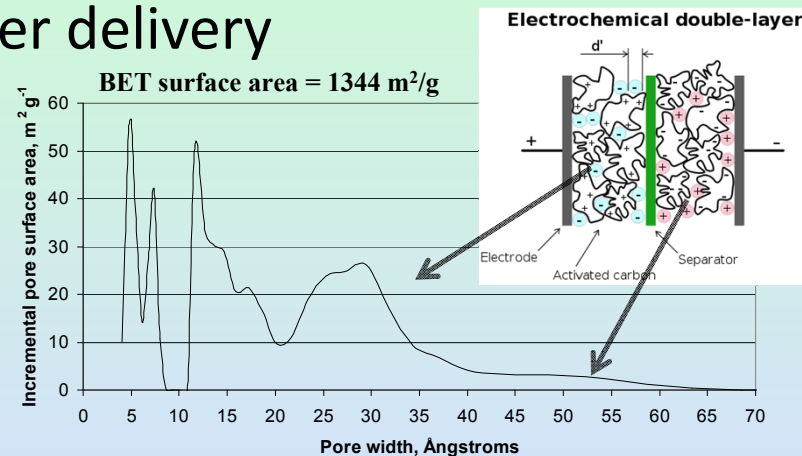 er delivery
Electrochemical double-layer
d'
BET surface area = 1344 m²/g
+
-
Electrode
Activated carbon
Separator
Incremental pore surface area, m ² g⁻¹
60
50
40
30
20
10
0
0 5 10 15 20 25 30 35 40 45 50 55 60 65 70
Pore width, Ångstroms